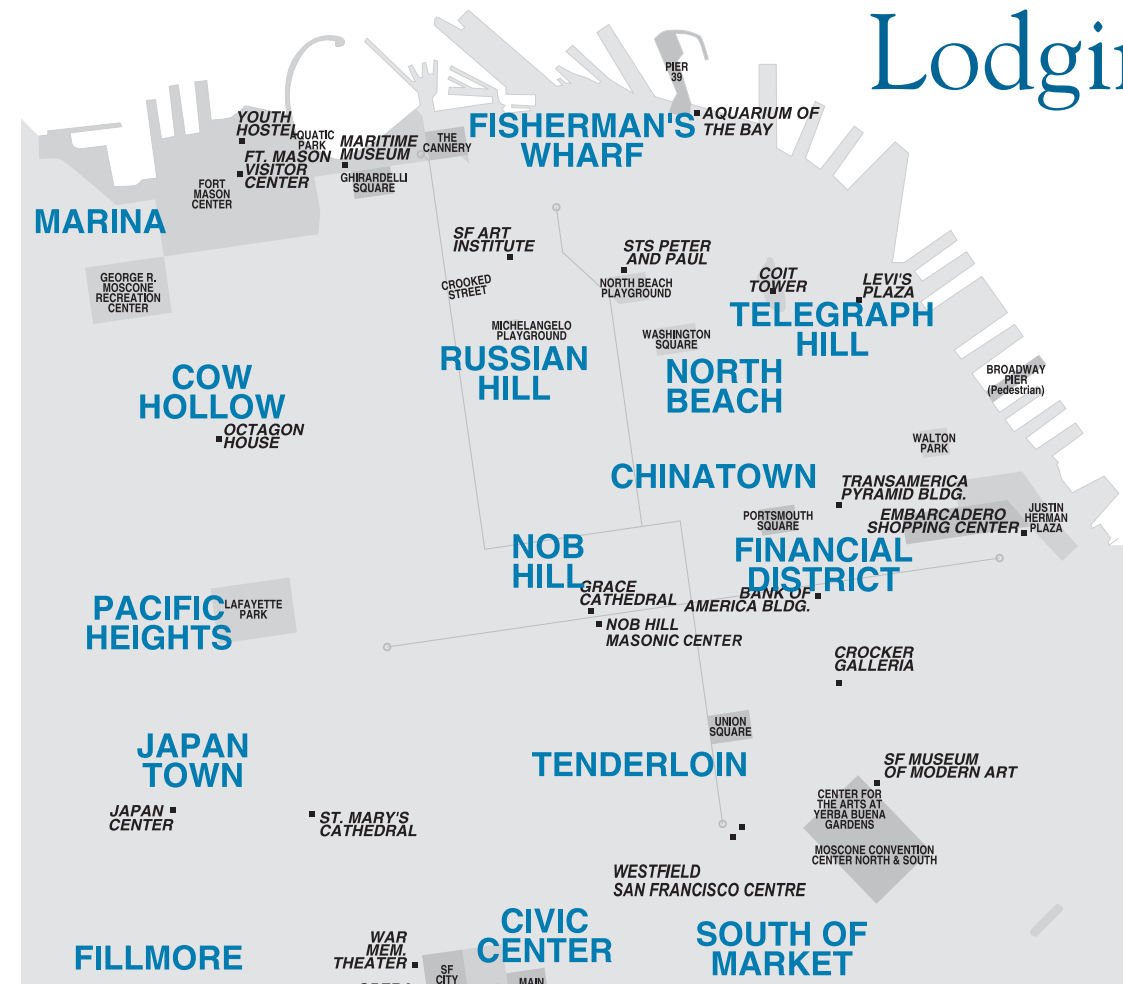 Lodgin
PIER
39
AQUARIUM OF
THE BAY
FISHERMAN'S
WHARF
YOUTH
HOSTEL
AQUATIC
PARK
MARITIME
MUSEUM
THE
CANNERY
FT. MASON
VISITOR
CENTER
GHIRARDELLI
SQUARE
FORT
MASON
CENTER
MARINA
SF ART
INSTITUTE
STS PETER
AND PAUL
GEORGE R.
MOSCONE
RECREATION
CENTER
CROOKED
STREET
NORTH BEACH
PLAYGROUND
COIT
TOWER
LEVI'S
PLAZA
TELEGRAPH
HILL
MICHELANGELO
PLAYGROUND
WASHINGTON
SQUARE
RUSSIAN
HILL
NORTH
BEACH
BROADWAY
PIER
(Pedestrian)
COW
HOLLOW
OCTAGON
HOUSE
WALTON
PARK
CHINATOWN
TRANSAMERICA
PYRAMID BLDG.
PORTSMOUTH
SQUARE
EMBARCADERO
SHOPPING CENTER
JUSTIN
HERMAN
PLAZA
NOB
HILL
FINANCIAL
DISTRICT
GRACE
CATHEDRAL
BANK OF
AMERICA BLDG.
PACIFIC
HEIGHTS
LAFAYETTE
PARK
NOB HILL
MASONIC CENTER
CROCKER
GALLERIA
UNION
SQUARE
JAPAN
TOWN
TENDERLOIN
SF MUSEUM
OF MODERN ART
CENTER FOR
THE ARTS AT
YERBA BUENA
GARDENS
JAPAN
CENTER
ST. MARY'S
CATHEDRAL
MOSCONE CONVENTION
CENTER NORTH & SOUTH
WESTFIELD
SAN FRANCISCO CENTRE
CIVIC
CENTER
SOUTH OF
MARKET
FILLMORE
WAR
MEM.
THEATER
SF
CITY
MAIN